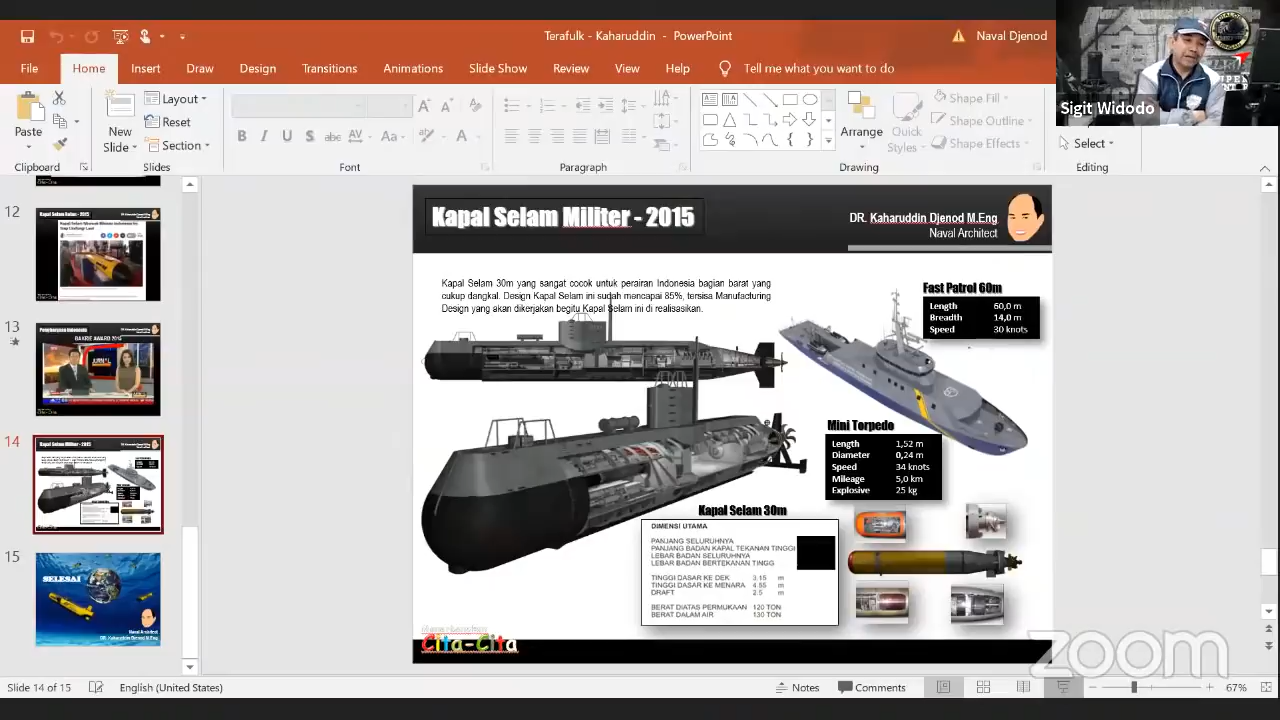 Terafulk - Kaharuddin - PowerPoint
Naval Djenod
File Home Insert Draw Design Transitions Animations Slide Show Review View Help Tell me what you want to do
Sigit Widodo
Paste
New
Slide
Layout
Reset
Section
Arrange
Quick
Styles
Shape Fill
Shape Outline
Shape Effects
Select
Clipboard Slides Font Paragraph Drawing Editing
12
Kapal Selam Militer - 2015
DR. Kaharuddin Djenod M.Eng
Naval Architect
Kapal Selam 30m yang sangat cocok untuk perairan Indonesia bagian barat yang
cukup dangkal. Design Kapal Selam ini sudah mencapai 85%, tersisa Manufacturing
Design yang akan dikerjakan begitu Kapal Selam ini di realisasikan.
Fast Patrol 60m
Length 60,0 m
Breadth 14,0 m
Speed 30 knots
13
14
Mini Torpedo
Length 1,52 m
Diameter 0,24 m
Speed 34 knots
Mileage 5,0 km
Explosive 25 kg
Kapal Selam 30m
DIMENSI UTAMA
PANJANG SELURUHNYA
PANJANG BADAN KAPAL TEKANAN TINGGI
LEBAR BADAN SELURUHNYA
LEBAR BADAN BERTEKANAN TINGG
TINGGI DASAR KE DEK 3.15 m
TINGGI DASAR KE MENARA 4.55 m
DRAFT 2.5 m
BERAT DIATAS PERMUKAAN 120 TON
BERAT DALAM AIR 130 TON
15
SELESAI
Naval Architect
DR. Kaharuddin Djenod M.Eng
Cita-Cita
zoom
Slide 14 of 15 English (United States) Notes Comments 67%